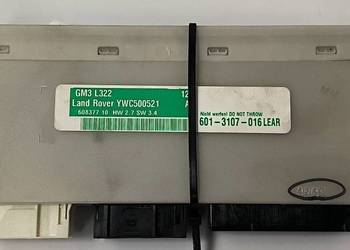 GM3 L322 12
Land Rover YWC500521 A
608377 10 HW 2.7 SW 3.4
Nicht werfen! DO NOT THROW
601-3107-016 LEAR